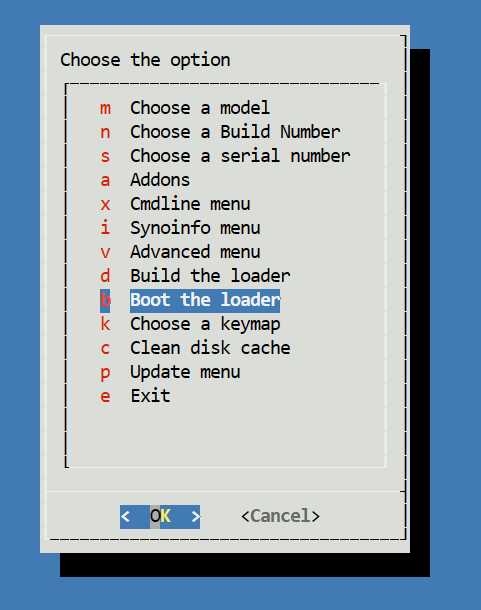 Choose the option
m Choose a model
n Choose a Build Number
s Choose a serial number
a Addons
x Cmdline menu
i Synoinfo menu
v Advanced menu
d Build the loader
b Boot the loader
k Choose a keymap
c Clean disk cache
p Update menu
e Exit
< OK > <Cancel>